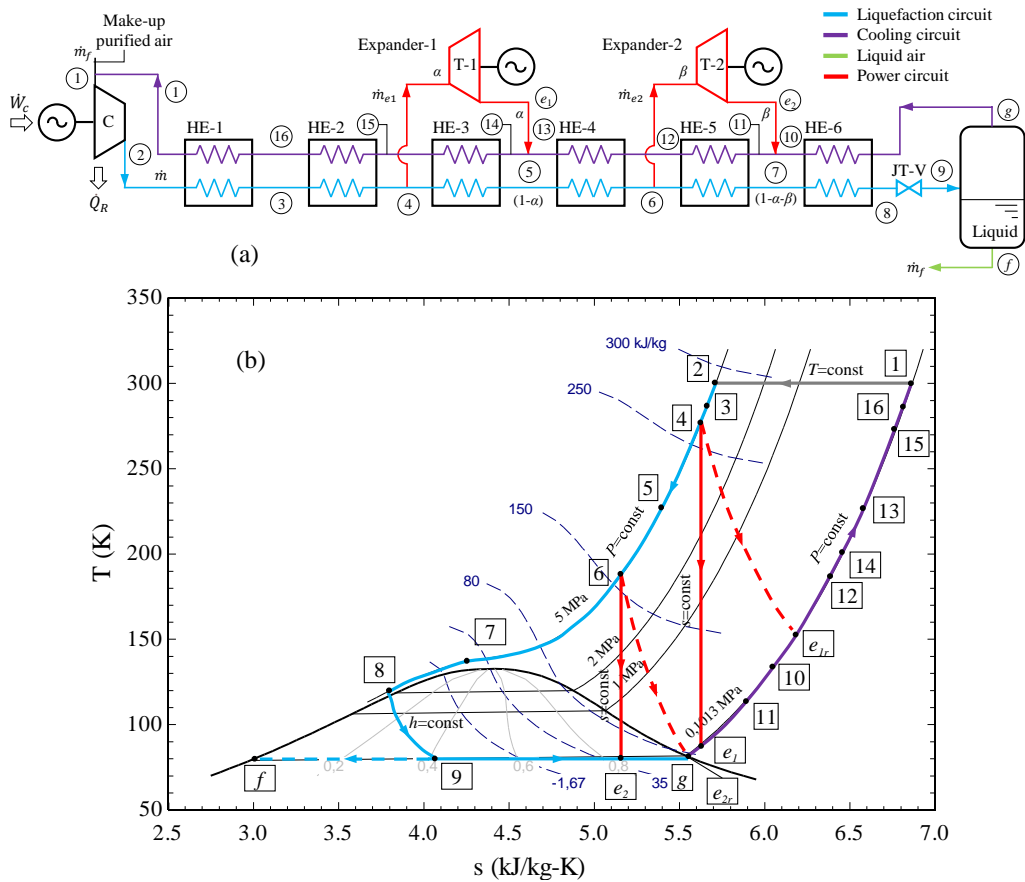 Make-up
purified air
ṁf
1
1
Ẇc
C
2
Q̇R
ṁ
HE-1
16
3
HE-2
15
4
ṁe1
α
Expander-1
T-1
e1
α
HE-3
14
13
5
HE-4
(1-α)
Expander-2
T-2
β
ṁe2
e2
β
12
6
HE-5
11
10
7
(1-α-β)
HE-6
8
JT-V
9
g
Liquid
f
ṁf
Liquefaction circuit
Cooling circuit
Liquid air
Power circuit
(a)
(b)
350
300
250
200
150
100
50
T (K)
2.5
3.0
3.5
4.0
4.5
5.0
5.5
6.0
6.5
7.0
s (kJ/kg-K)
300 kJ/kg
250
150
80
-1,67
35
2
1
T=const
3
4
16
15
5
13
P=const
P=const
6
14
12
5 MPa
s=const
s=const
2 MPa
1 MPa
e1r
7
10
8
11
h=const
0,1013 MPa
e1
f
0,2
9
0,6
0,8
e2
g
e2r